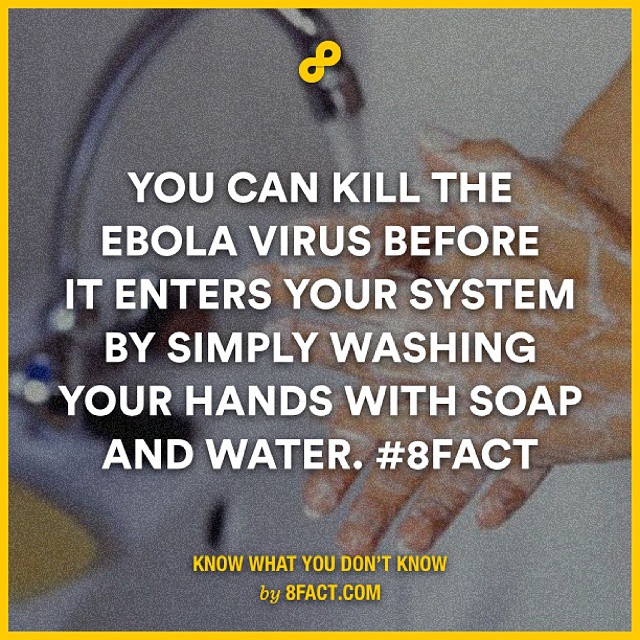 YOU CAN KILL THE
EBOLA VIRUS BEFORE
IT ENTERS YOUR SYSTEM
BY SIMPLY WASHING
YOUR HANDS WITH SOAP
AND WATER. #8FACT
KNOW WHAT YOU DON'T KNOW
by 8FACT.COM